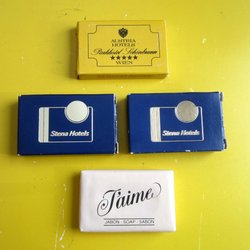 AUSTRIA
HOTELS
Parkhotel Schönbrunn
★★★★★
WIEN
Stena Hotels
Stena Hotels
J'aime
JABON - SOAP - SABON